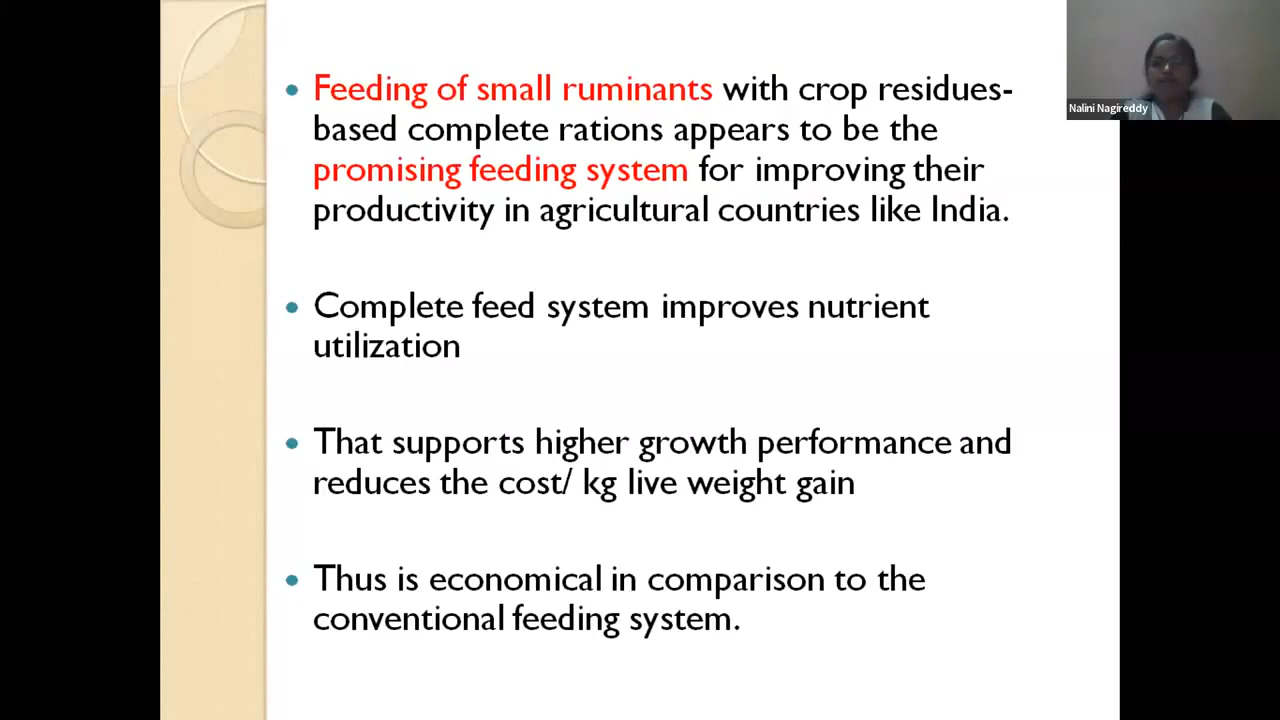 Feeding of small ruminants with crop residues-
based complete rations appears to be the
promising feeding system for improving their
productivity in agricultural countries like India.
Complete feed system improves nutrient
utilization
That supports higher growth performance and
reduces the cost/ kg live weight gain
Thus is economical in comparison to the
conventional feeding system.
Nalini Nagireddy